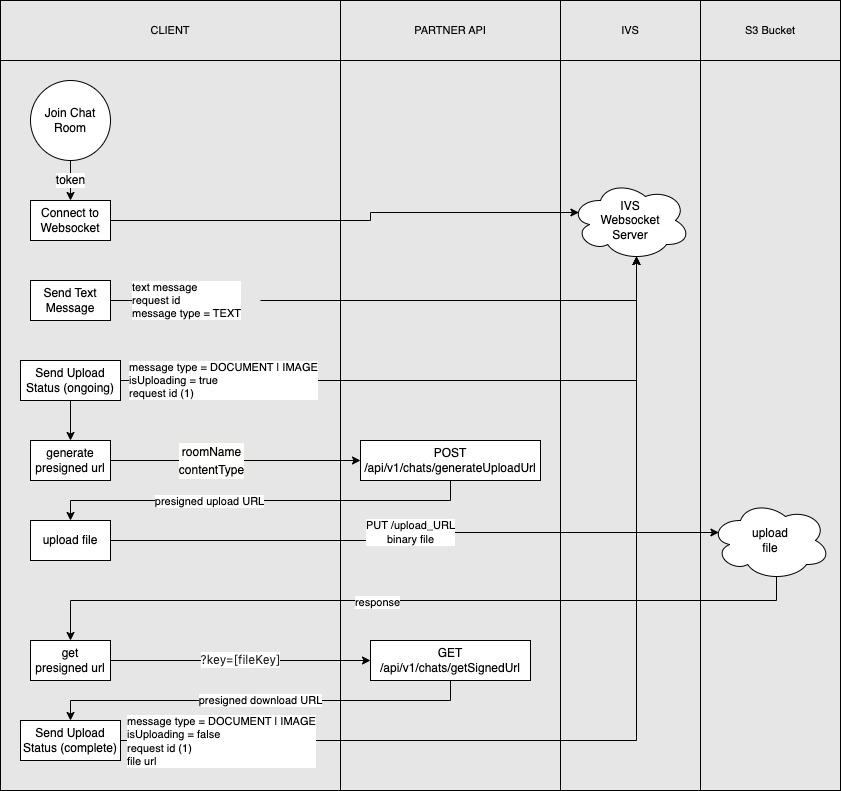 CLIENT
PARTNER API
IVS
S3 Bucket
Join Chat
Room
token
Connect to
Websocket
IVS
Websocket
Server
Send Text
Message
text message
request id
message type = TEXT
Send Upload
Status (ongoing)
message type = DOCUMENT | IMAGE
isUploading = true
request id (1)
generate
presigned url
roomName
contentType
POST
/api/v1/chats/generateUploadUrl
presigned upload URL
upload file
PUT /upload_URL
binary file
upload
file
response
get
presigned url
?key=[fileKey]
GET
/api/v1/chats/getSignedUrl
presigned download URL
Send Upload
Status (complete)
message type = DOCUMENT | IMAGE
isUploading = false
request id (1)
file url